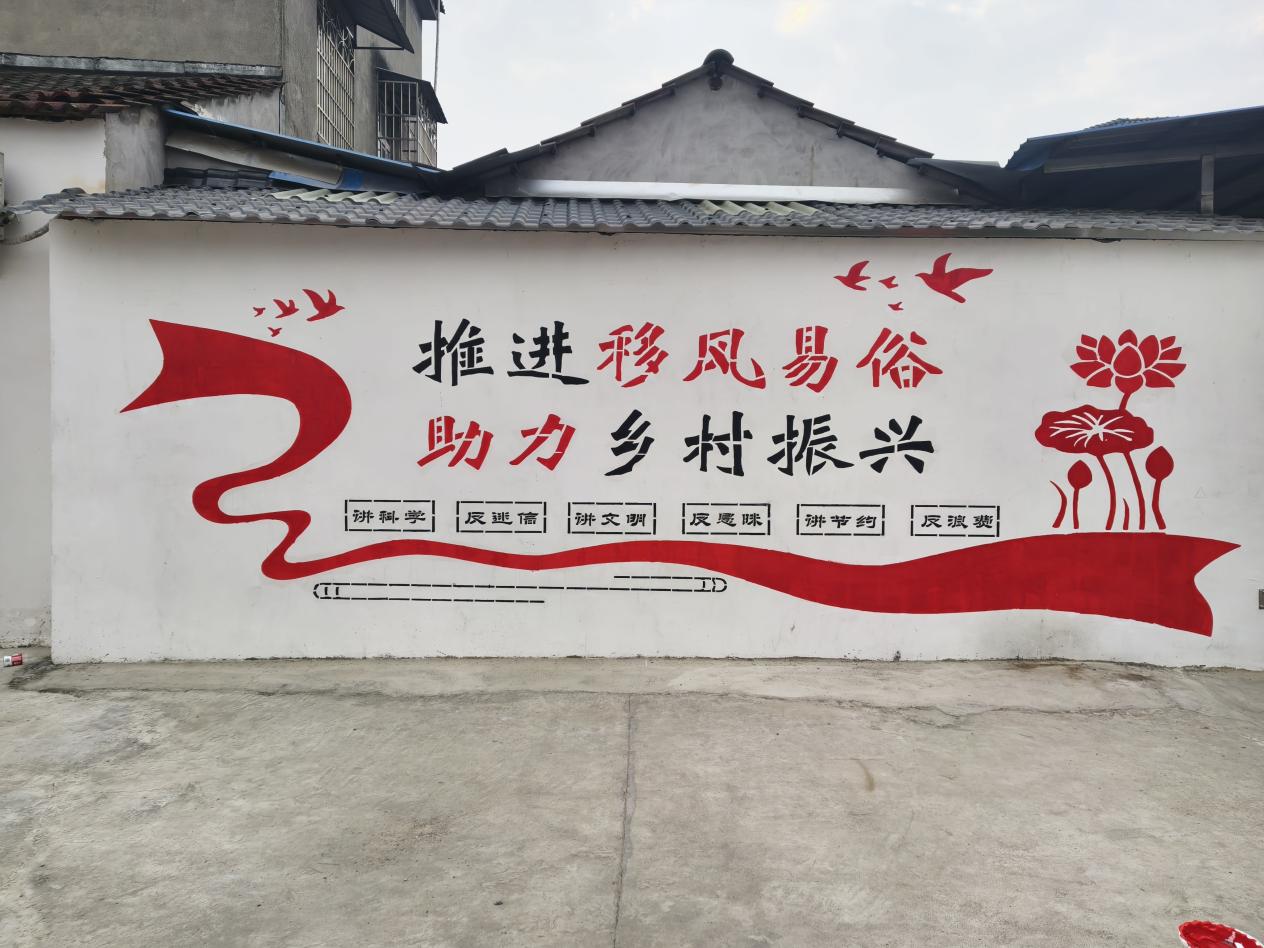 推进移风易俗
助力乡村振兴
讲科学 反迷信 讲文明 反愚昧 讲节约 反浪费